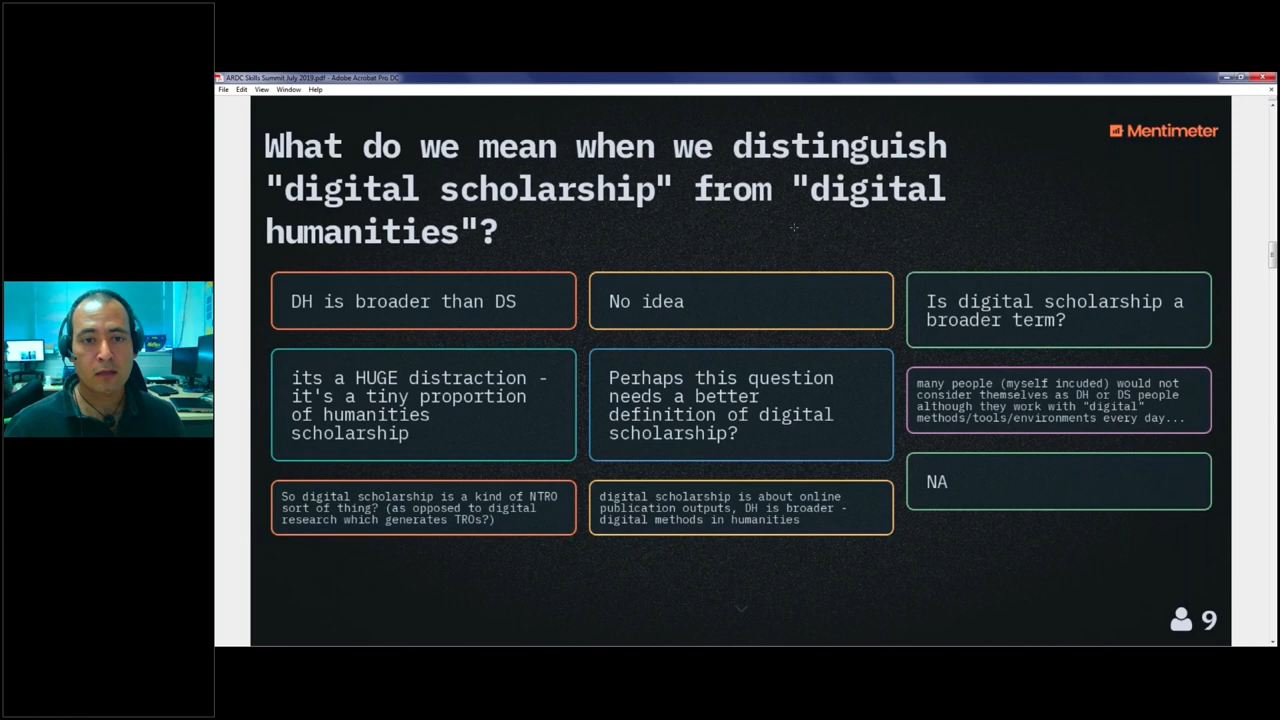 ARDC Skills Summit July 2019.pdf - Adobe Acrobat Pro DC
File Edit View Window Help
Mentimeter
What do we mean when we distinguish
"digital scholarship" from "digital
humanities"?
DH is broader than DS
No idea
Is digital scholarship a
broader term?
its a HUGE distraction -
it's a tiny proportion
of humanities
scholarship
Perhaps this question
needs a better
definition of digital
scholarship?
many people (myself incuded) would not
consider themselves as DH or DS people
although they work with "digital"
methods/tools/environments every day...
NA
So digital scholarship is a kind of NTRO
sort of thing? (as opposed to digital
research which generates TROs?)
digital scholarship is about online
publication outputs, DH is broader -
digital methods in humanities
9